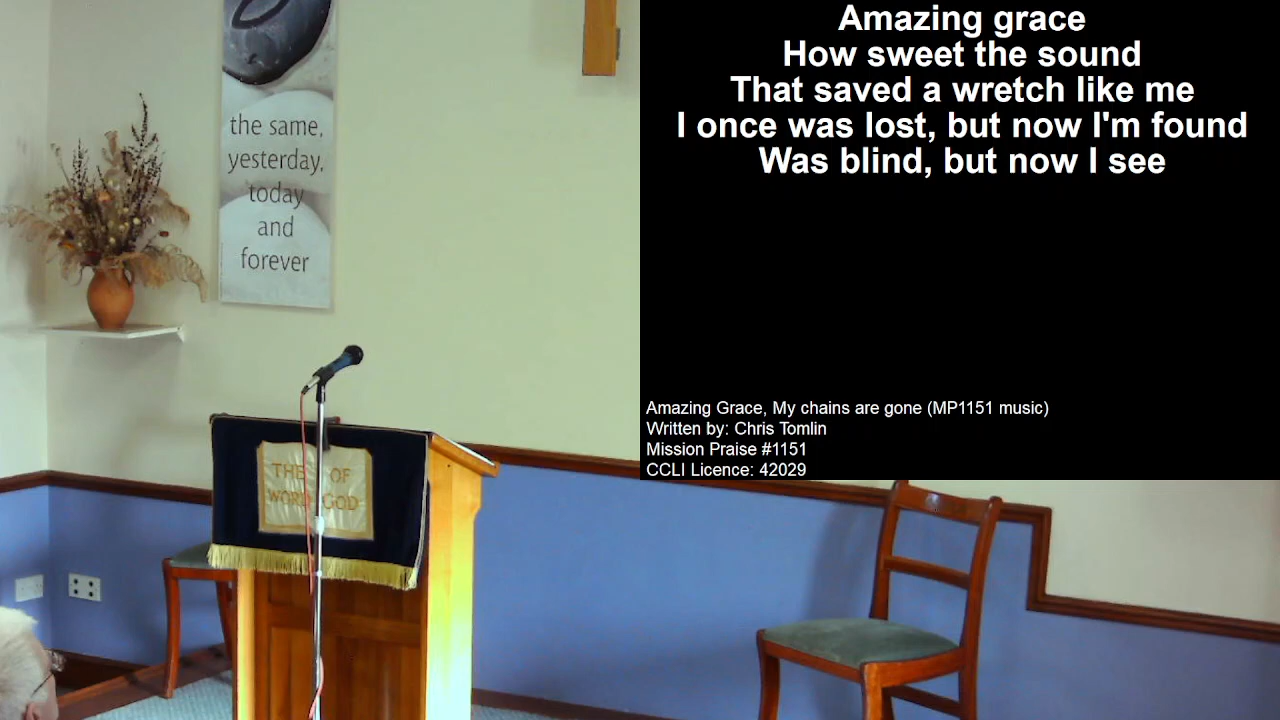 the same,
yesterday,
today
and
forever
THE OF
WORD GOD
Amazing grace
How sweet the sound
That saved a wretch like me
I once was lost, but now I'm found
Was blind, but now I see
Amazing Grace, My chains are gone (MP1151 music)
Written by: Chris Tomlin
Mission Praise #1151
CCLI Licence: 42029